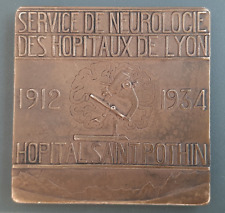 SERVICE DE NEUROLOGIE
DES HOPITAUX DE LYON
1912 1934
HOPITAL SAINT POTHIN